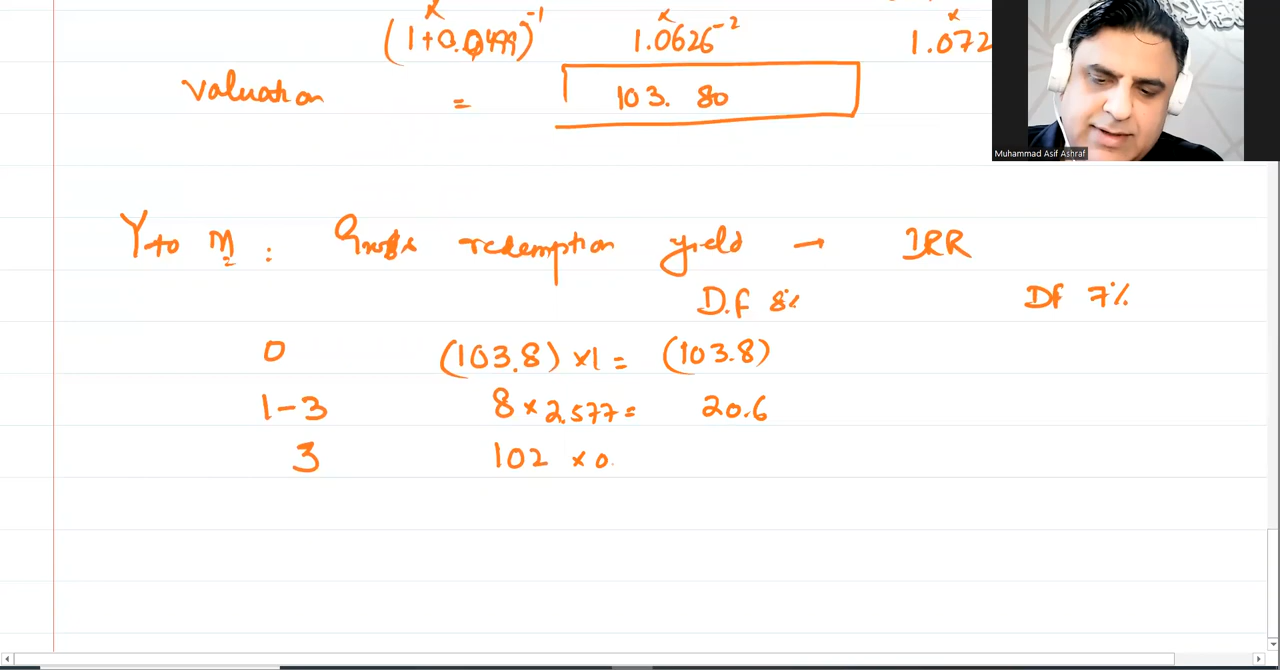 (1+0.0499)⁻¹ 1.0626⁻² 1.072
valuation = 103.80
Muhammad Asif Ashraf
Y to M : Gross redemption yield → IRR
D.f 8% Df 7%
0 (103.8) ×1 = (103.8)
1-3 8 × 2.577 = 20.6
3 102 × 0.